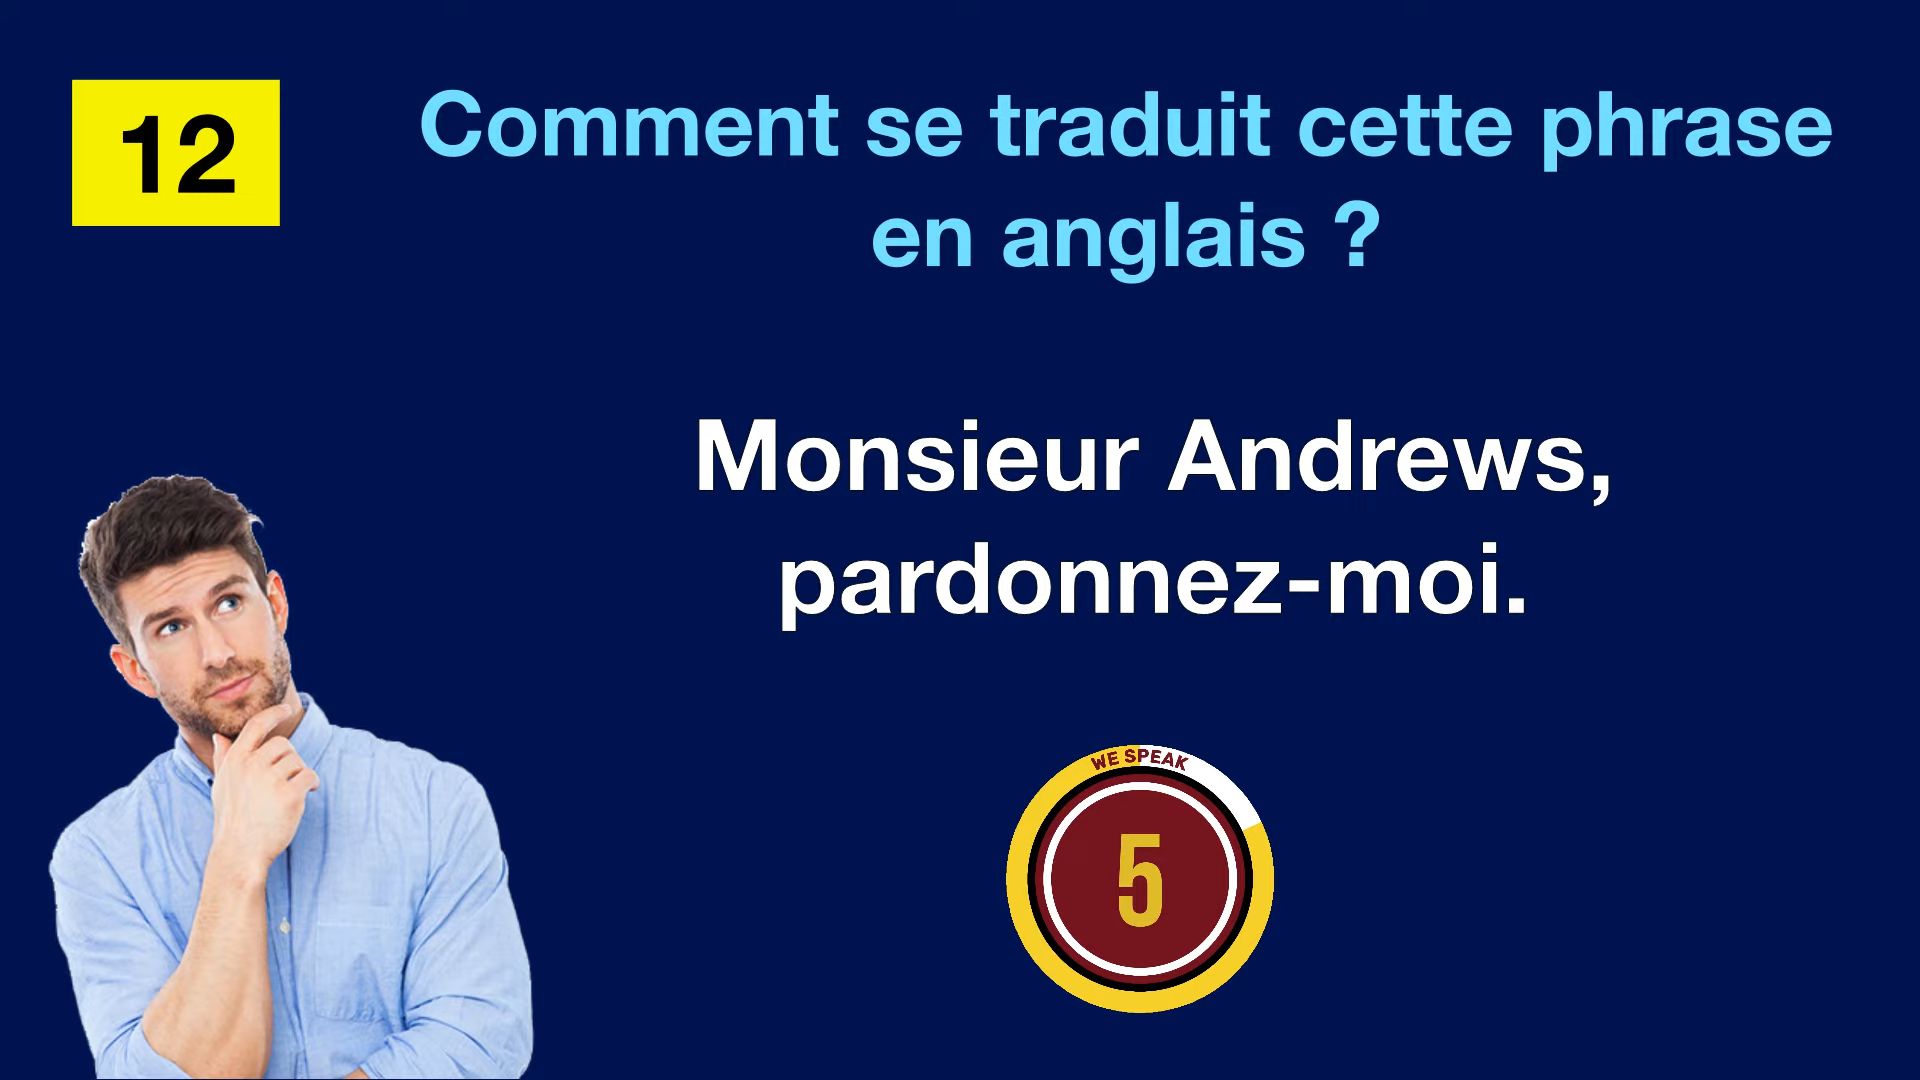 12
Comment se traduit cette phrase
en anglais ?
Monsieur Andrews,
pardonnez-moi.
WE SPEAK
5